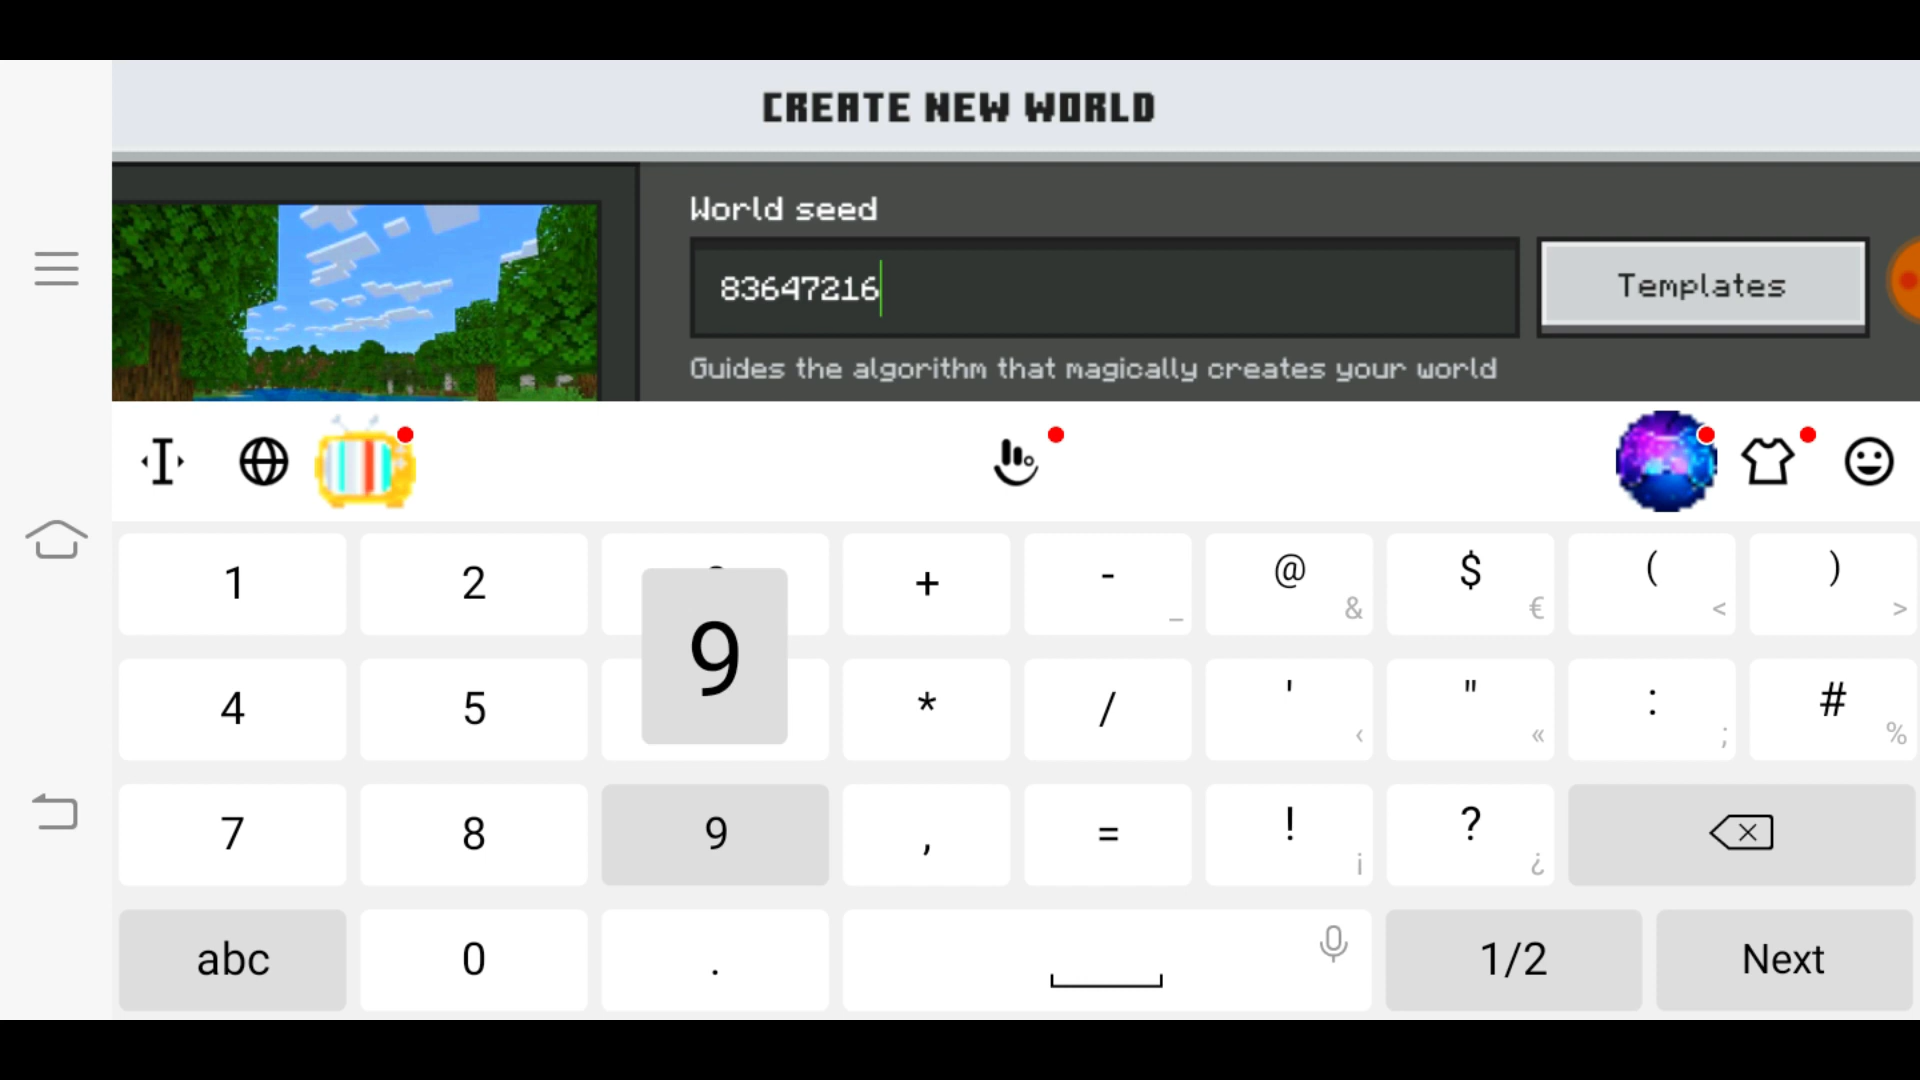 CREATE NEW WORLD
World seed
83647216
Templates
Guides the algorithm that magically creates your world
1 2 + - _ @ & $ € ( < ) >
9
4 5 * / ' ‹ " « : ; # %
7 8 9 , = ! ¡ ? ¿
abc 0 . 1/2 Next